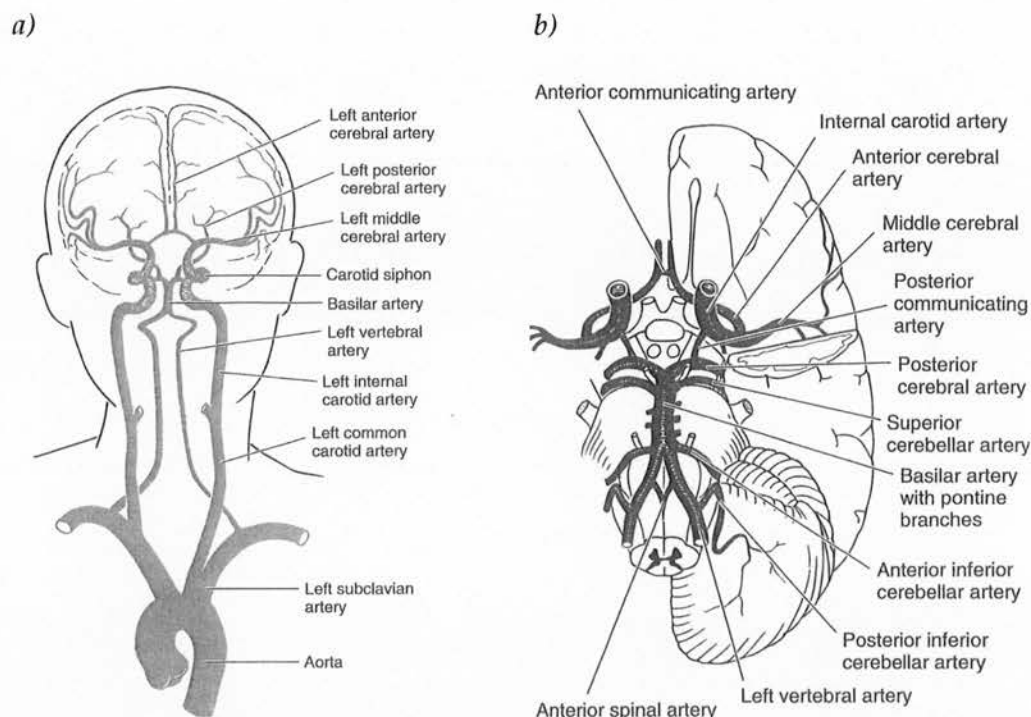 a)
Left anterior
cerebral artery
Left posterior
cerebral artery
Left middle
cerebral artery
Carotid siphon
Basilar artery
Left vertebral
artery
Left internal
carotid artery
Left common
carotid artery
Left subclavian
artery
Aorta
b)
Anterior communicating artery
Internal carotid artery
Anterior cerebral
artery
Middle cerebral
artery
Posterior
communicating
artery
Posterior
cerebral artery
Superior
cerebellar artery
Basilar artery
with pontine
branches
Anterior inferior
cerebellar artery
Posterior inferior
cerebellar artery
Left vertebral artery
Anterior spinal artery